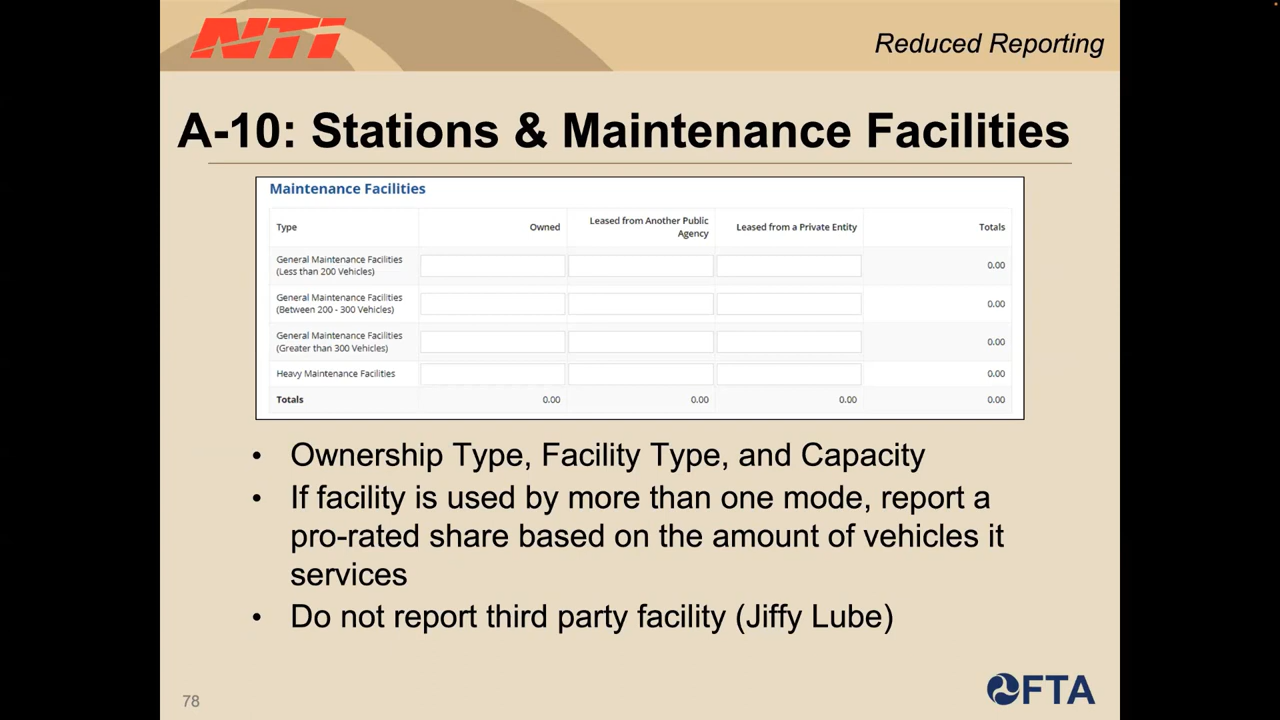 NTI
Reduced Reporting
A-10: Stations & Maintenance Facilities
Maintenance Facilities
Type
Owned
Leased from Another Public
Agency
Leased from a Private Entity
Totals
General Maintenance Facilities
(Less than 200 Vehicles)
0.00
General Maintenance Facilities
(Between 200 - 300 Vehicles)
0.00
General Maintenance Facilities
(Greater than 300 Vehicles)
0.00
Heavy Maintenance Facilities
0.00
Totals
0.00
0.00
0.00
0.00
• Ownership Type, Facility Type, and Capacity
• If facility is used by more than one mode, report a
pro-rated share based on the amount of vehicles it
services
• Do not report third party facility (Jiffy Lube)
78
FTA